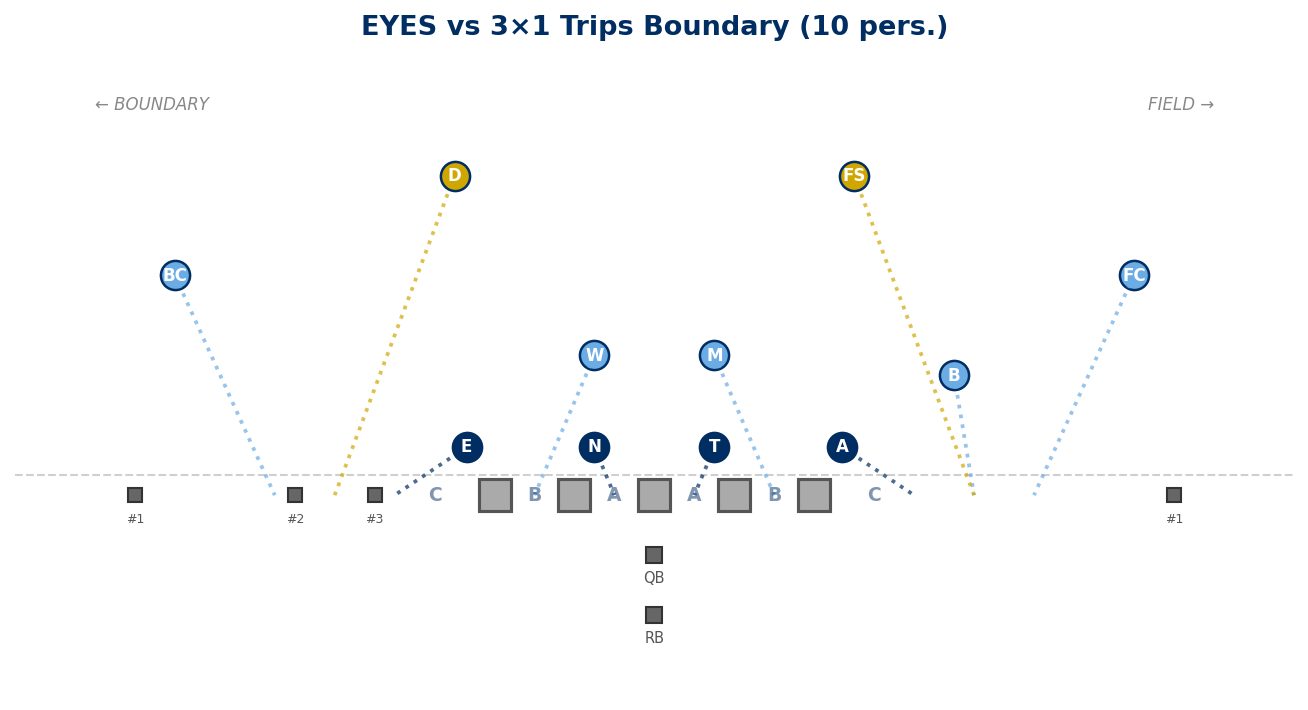 EYES vs 3×1 Trips Boundary (10 pers.)
← BOUNDARY
FIELD →
D
FS
BC
FC
W
M
B
E
N
T
A
C
B
A
A
B
C
#1
#2
#3
#1
QB
RB